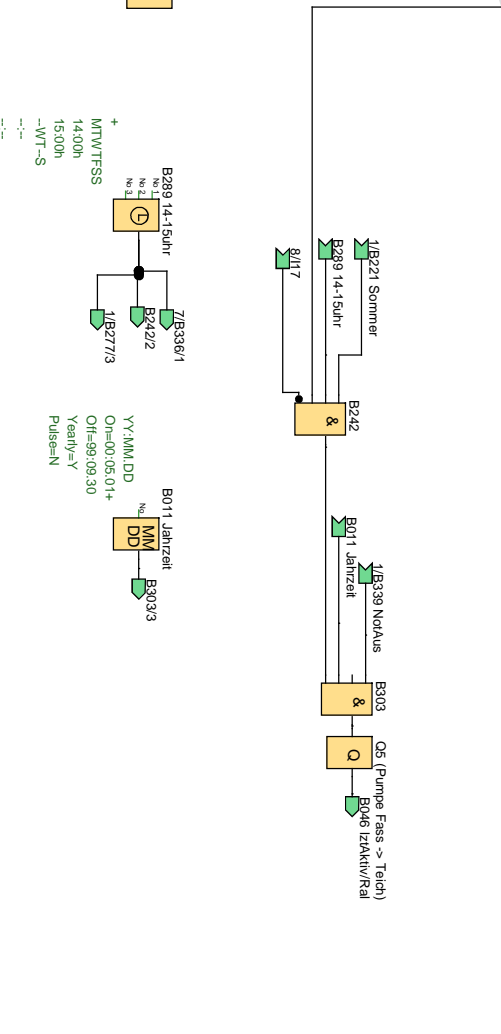 1/B221 Sommer
B289 14-15uhr
8/I17
B242
&
1/B339 NotAus
B011 Jahrzeit
B303
&
Q5 (Pumpe Fass -> Teich)
Q
B046 IztAktiv/Ral
B289 14-15uhr
No 1
No 2
No 3
7/B336/1
B242/2
1/B277/3
+
MTWTFSS
14:00h
15:00h
--WT--S
--:--
--:--
B011 Jahrzeit
No
MM
DD
B303/3
YY:MM.DD
On=00:05.01+
Off=99:09.30
Yearly=Y
Pulse=N